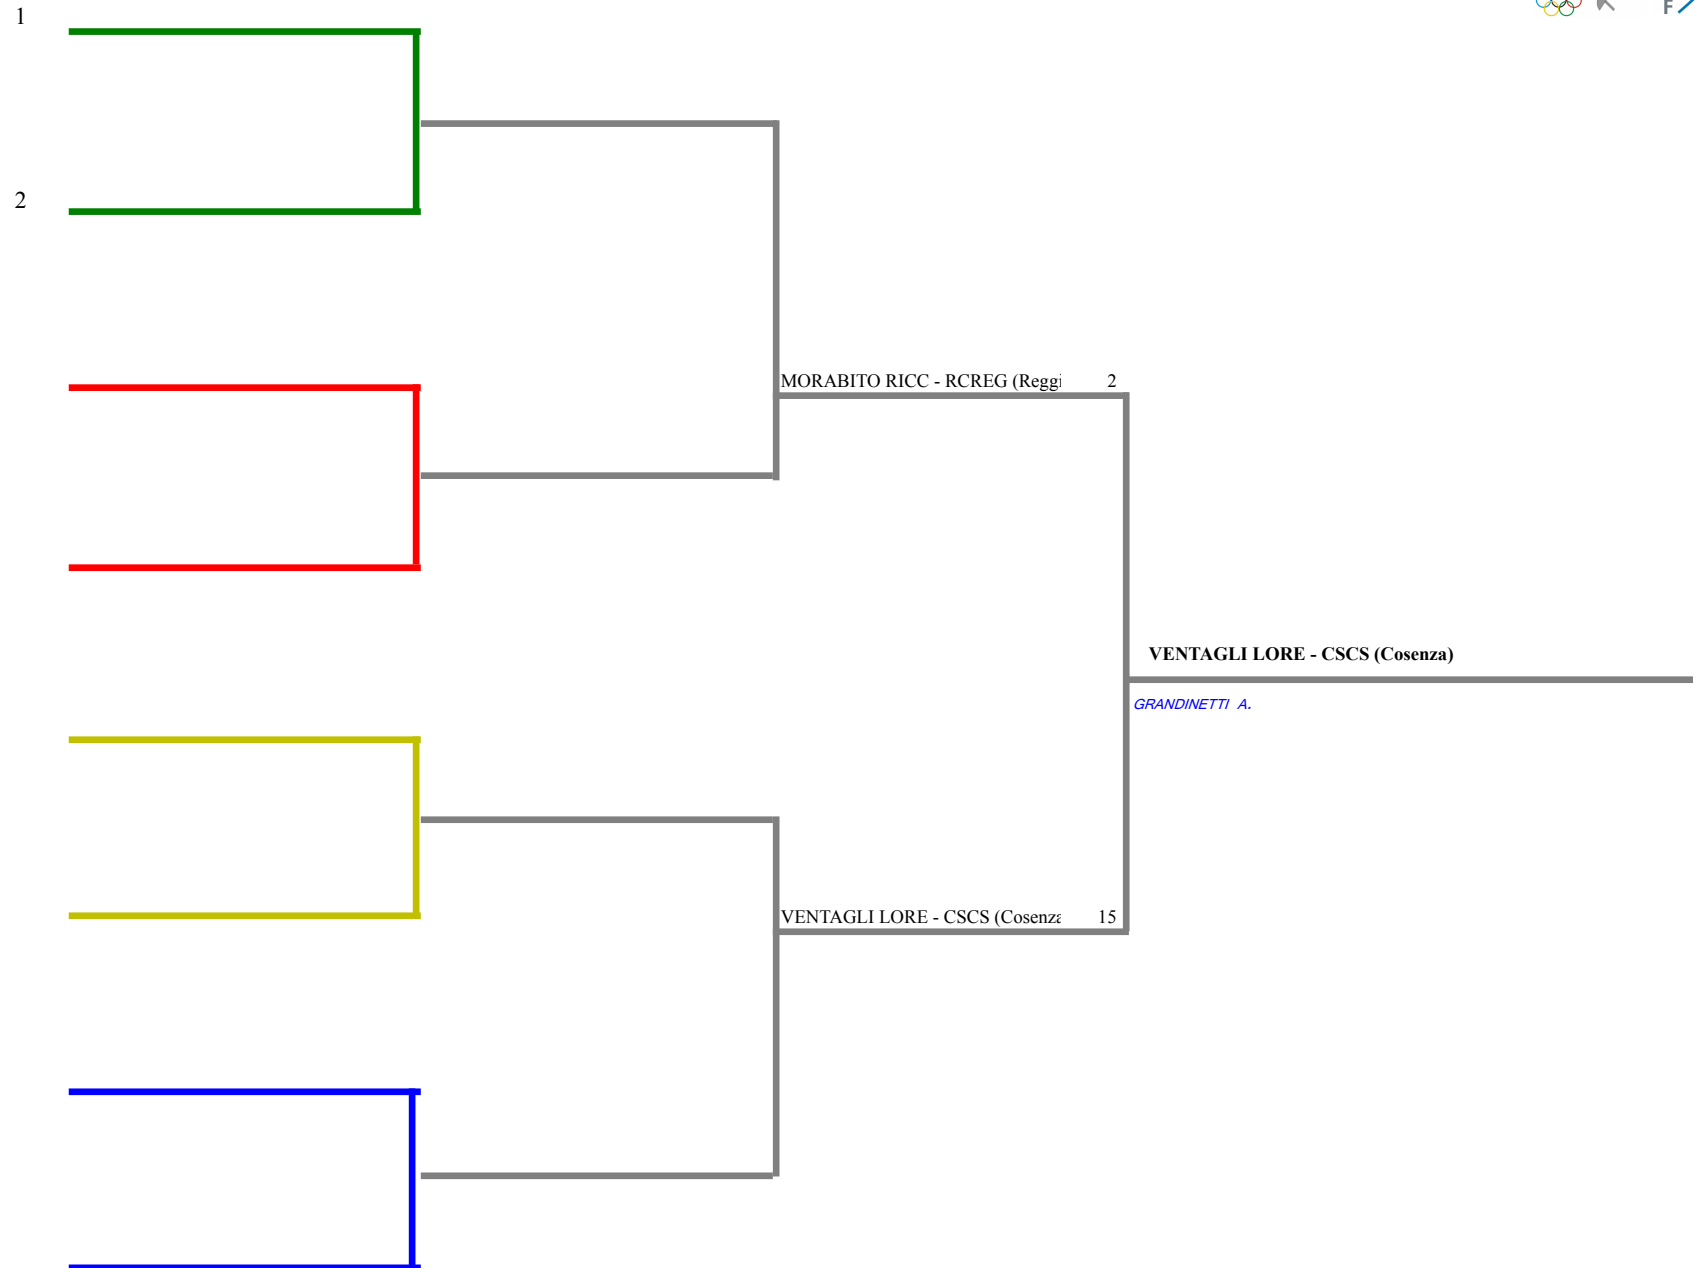 1
F
2
MORABITO RICC - RCREG (Reggi 2
VENTAGLI LORE - CSCS (Cosenza)
GRANDINETTI A.
VENTAGLI LORE - CSCS (Cosenza 15